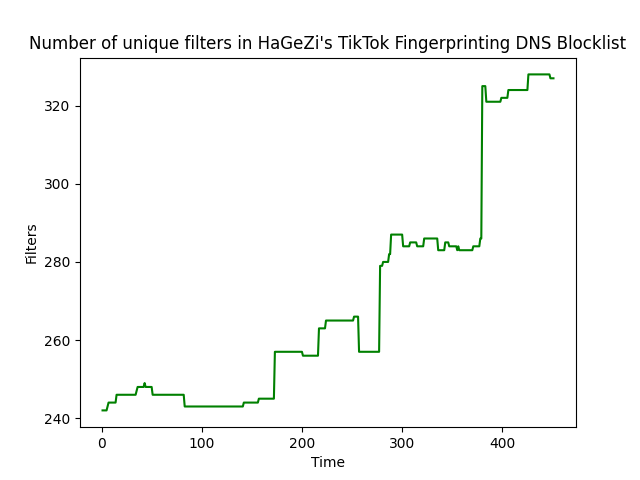 Number of unique filters in HaGeZi's TikTok Fingerprinting DNS Blocklist
320
300
280
260
240
Filters
0 100 200 300 400
Time